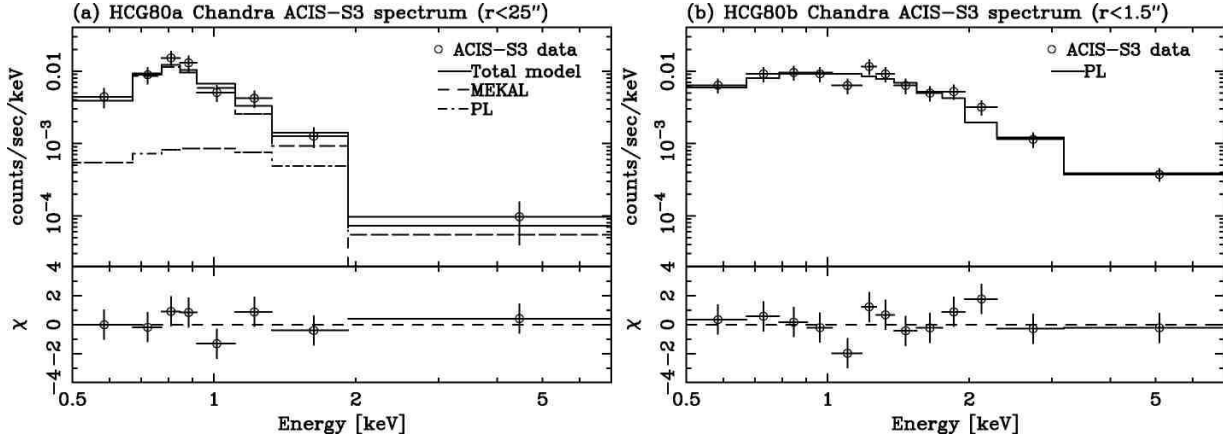 (a) HCG80a Chandra ACIS−S3 spectrum (r<25″)
ACIS−S3 data
Total model
MEKAL
PL
counts/sec/keV
0.01
10⁻³
10⁻⁴
χ
4
2
0
−2
−4
0.5
1
5
Energy [keV]
(b) HCG80b Chandra ACIS−S3 spectrum (r<1.5″)
ACIS−S3 data
PL
counts/sec/keV
0.01
10⁻³
10⁻⁴
χ
4
2
0
−2
−4
0.5
1
5
Energy [keV]